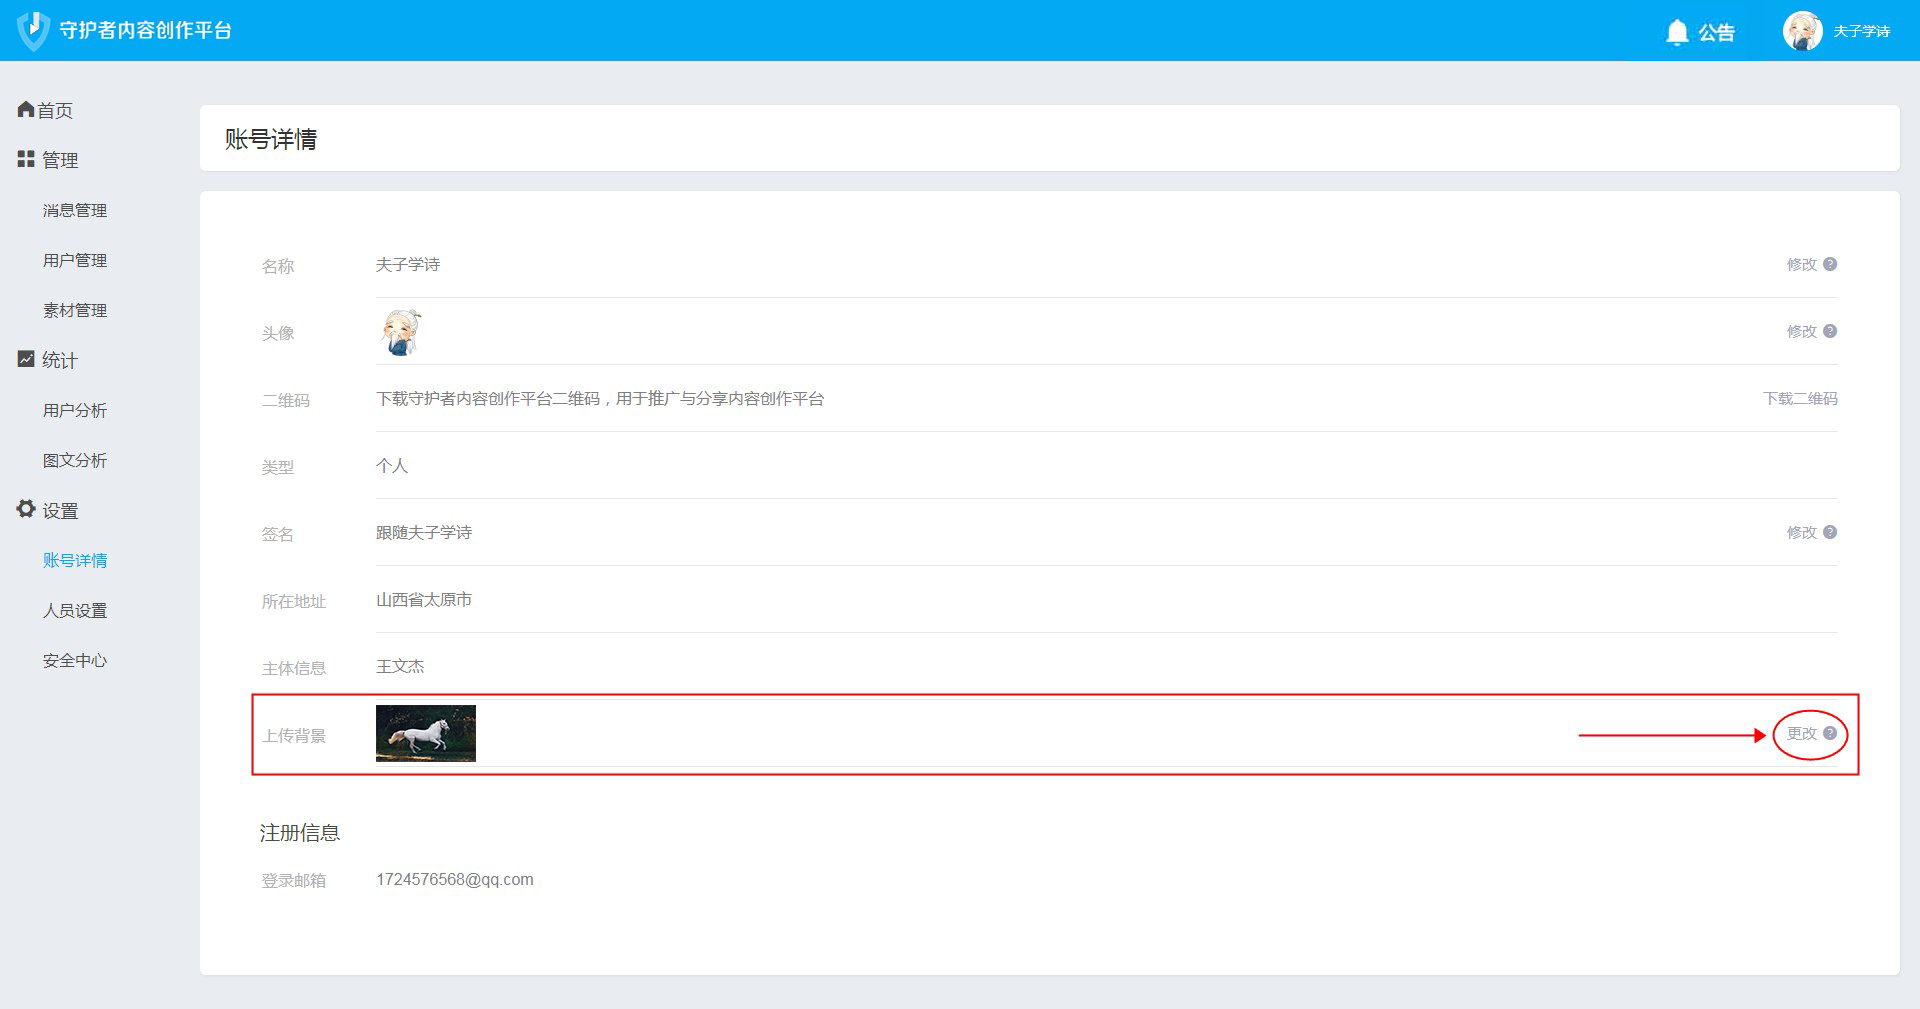 守护者内容创作平台
公告
夫子学诗
首页
管理
消息管理
用户管理
素材管理
统计
用户分析
图文分析
设置
账号详情
人员设置
安全中心
账号详情
名称 夫子学诗 修改 ?
头像 修改 ?
二维码 下载守护者内容创作平台二维码，用于推广与分享内容创作平台 下载二维码
类型 个人
签名 跟随夫子学诗 修改 ?
所在地址 山西省太原市
主体信息 王文杰
上传背景 更改 ?
注册信息
登录邮箱 1724576568@qq.com